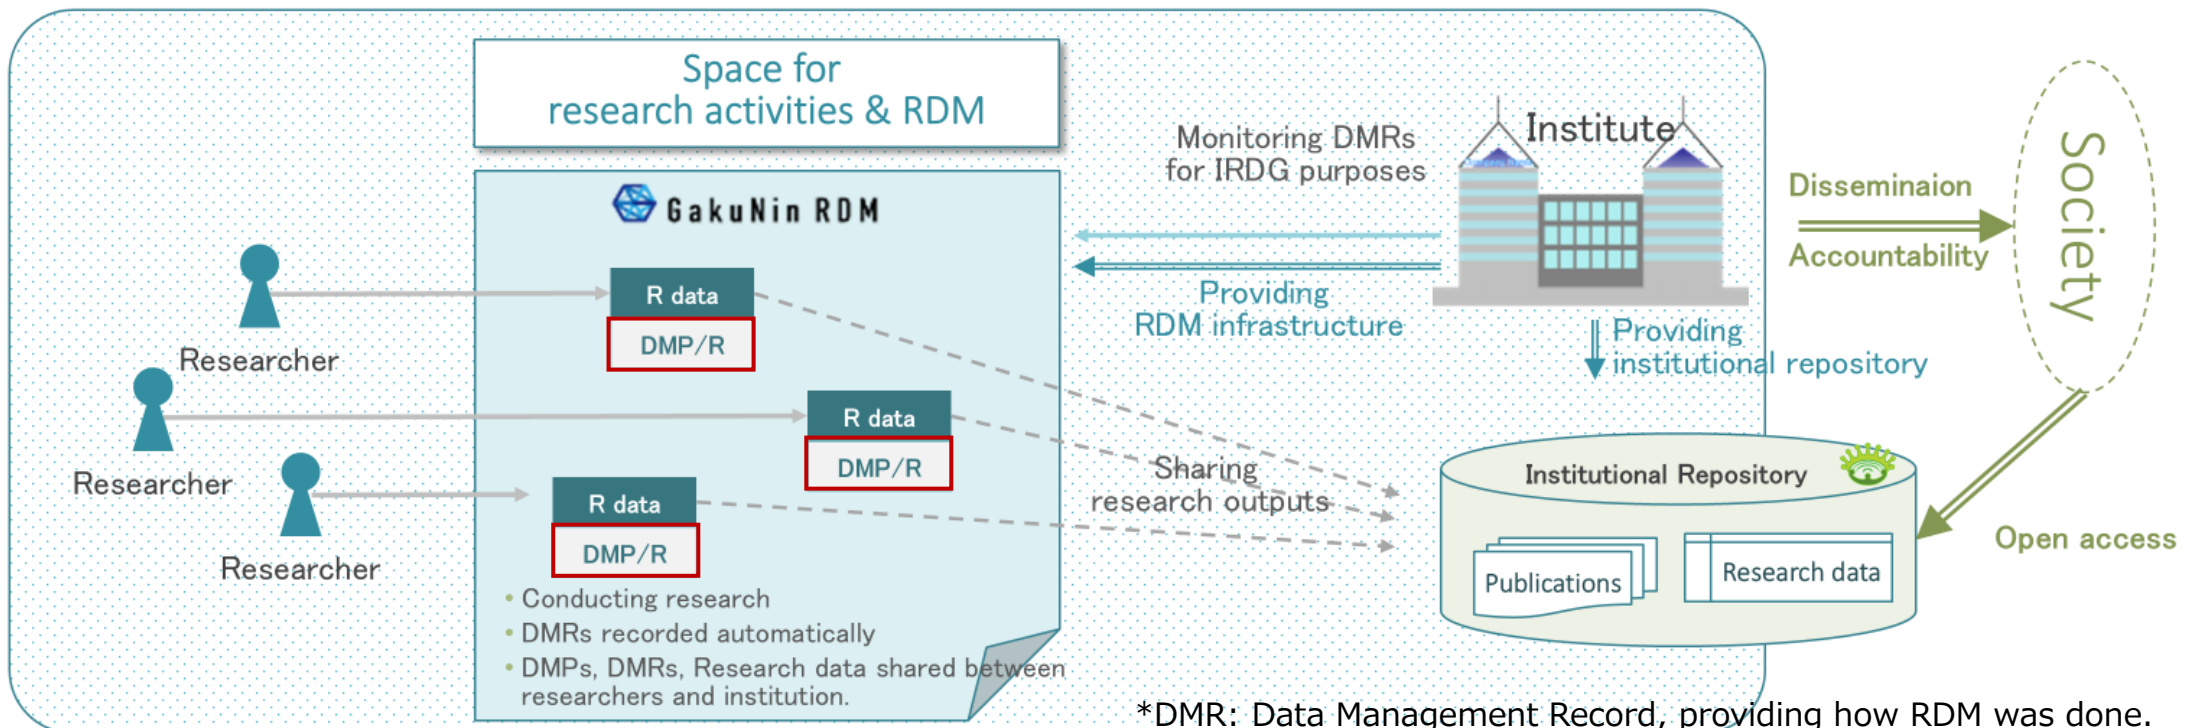 Space for
research activities & RDM
GakuNin RDM
R data
DMP/R
R data
DMP/R
R data
DMP/R
Researcher
Researcher
Researcher
• Conducting research
• DMRs recorded automatically
• DMPs, DMRs, Research data shared between
researchers and institution.
Monitoring DMRs
for IRDG purposes
Providing
RDM infrastructure
Institute
Providing
institutional repository
Sharing
research outputs
Disseminaion
Accountability
Society
Open access
Institutional Repository
Publications
Research data
*DMR: Data Management Record, providing how RDM was done.